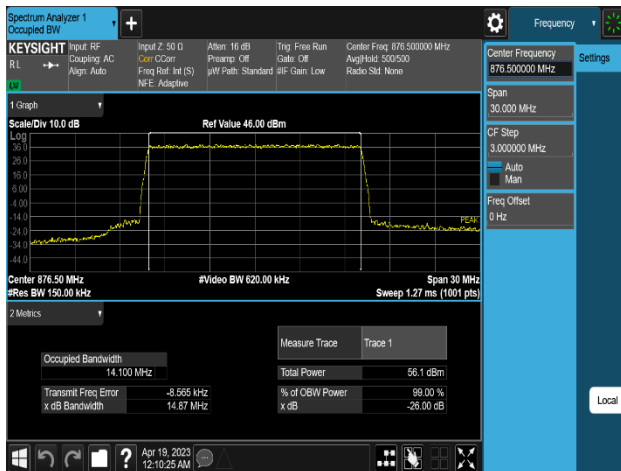 Spectrum Analyzer 1
Occupied BW
Frequency
KEYSIGHT
RL
Input: RF
Coupling: AC
Align: Auto
Input Z: 50 Ω
Corr CCorr
Freq Ref: Int (S)
NFE: Adaptive
Atten: 16 dB
Preamp: Off
µW Path: Standard
Trig: Free Run
Gate: Off
#IF Gain: Low
Center Freq: 876.500000 MHz
Avg|Hold: 500/500
Radio Std: None
LXI
Center Frequency
876.500000 MHz
Settings
Span
30.000 MHz
CF Step
3.000000 MHz
Auto
Man
Freq Offset
0 Hz
Local
1 Graph
Scale/Div 10.0 dB
Ref Value 46.00 dBm
Log
36.0
26.0
16.0
6.00
-4.00
-14.0
-24.0
-34.0
-44.0
PEAK
Center 876.50 MHz
#Video BW 620.00 kHz
Span 30 MHz
#Res BW 150.00 kHz
Sweep 1.27 ms (1001 pts)
2 Metrics
Measure Trace
Trace 1
Occupied Bandwidth
14.100 MHz
Total Power
56.1 dBm
Transmit Freq Error
-8.565 kHz
% of OBW Power
99.00 %
x dB Bandwidth
14.87 MHz
x dB
-26.00 dB
Apr 19, 2023
12:10:25 AM